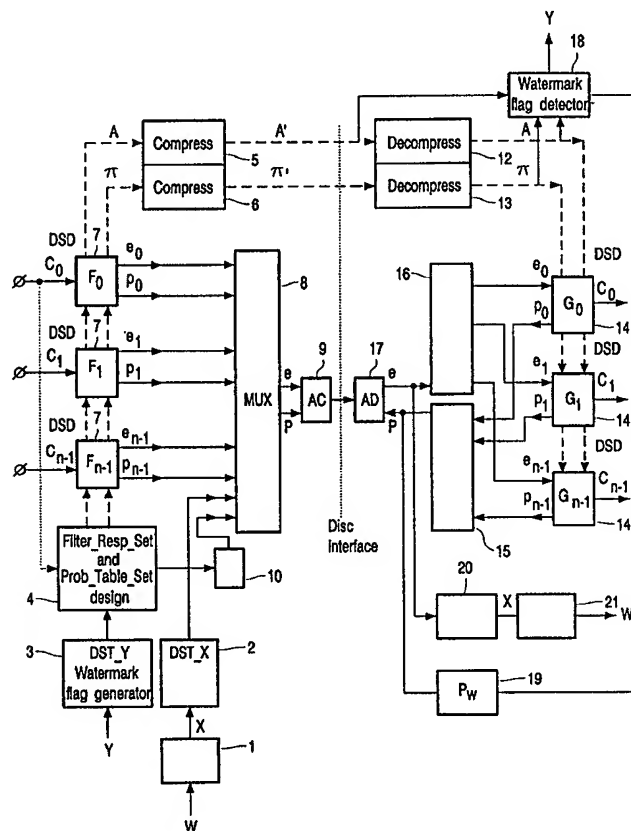 Y
18
Watermark
flag detector
A
Compress
A'
Decompress
A
5
12
π
Compress
π'
Decompress
π
6
13
DSD
7
e0
C0
F0
p0
8
16
DSD
e0
C0
G0
p0
14
DSD
7
e1
C1
F1
p1
MUX
9
17
e
AC
AD
e
P
P
DSD
e1
C1
G1
p1
14
DSD
7
en-1
Cn-1
Fn-1
pn-1
DSD
en-1
Cn-1
Gn-1
pn-1
14
15
Disc
Interface
Filter_Resp_Set
and
Prob_Table_Set
design
4
10
20
X
21
W
3
DST_Y
Watermark
flag generator
DST_X
2
19
PW
Y
X
1
W